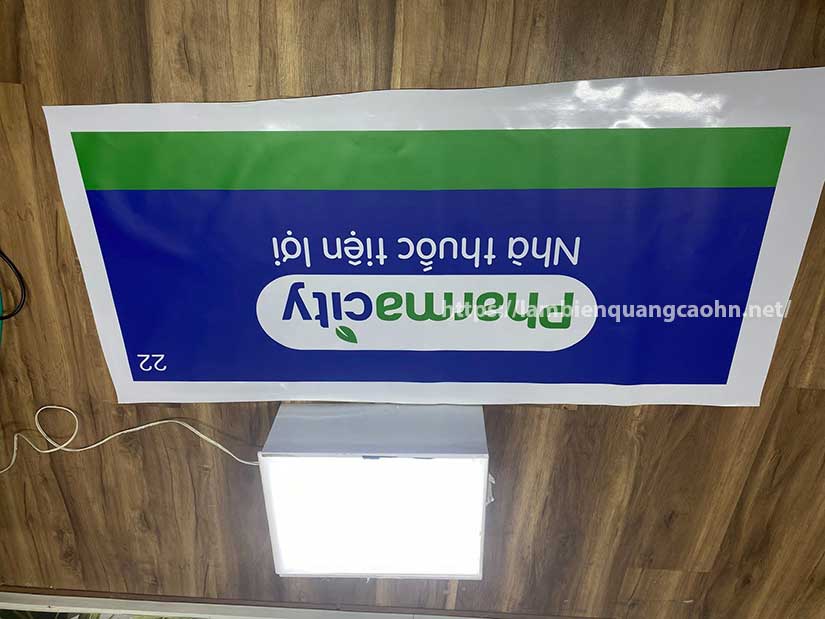 22
Pharmacity
Nhà thuốc tiện lợi
https://lambienquangcaohn.net/